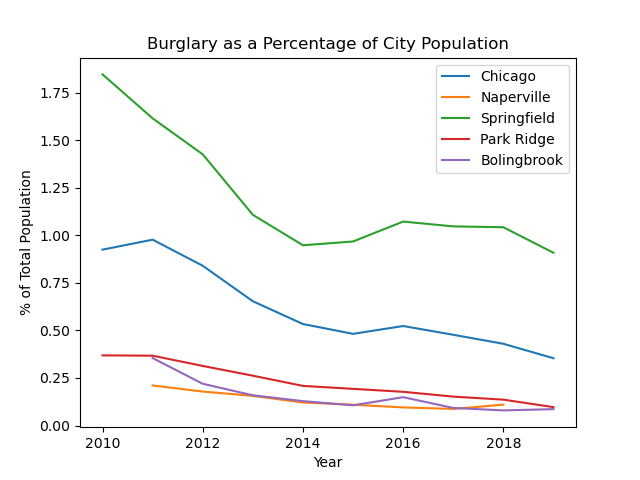 Burglary as a Percentage of City Population
Chicago
Naperville
Springfield
Park Ridge
Bolingbrook
% of Total Population
1.75
1.50
1.25
1.00
0.75
0.50
0.25
0.00
2010 2012 2014 2016 2018
Year